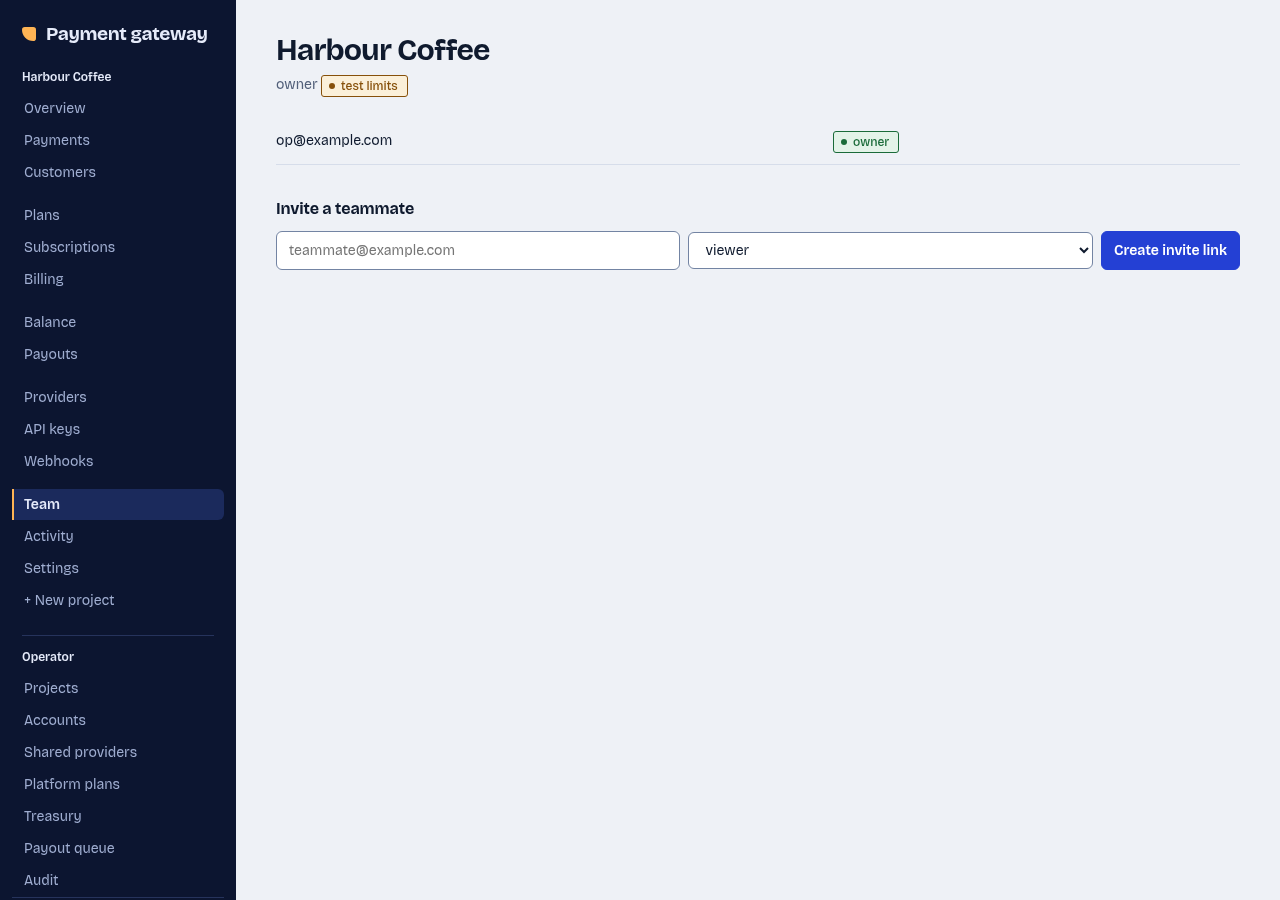 Payment gateway
Harbour Coffee
Overview
Payments
Customers
Plans
Subscriptions
Billing
Balance
Payouts
Providers
API keys
Webhooks
Team
Activity
Settings
+ New project
Operator
Projects
Accounts
Shared providers
Platform plans
Treasury
Payout queue
Audit
Harbour Coffee
owner test limits
op@example.com owner
Invite a teammate
teammate@example.com viewer Create invite link